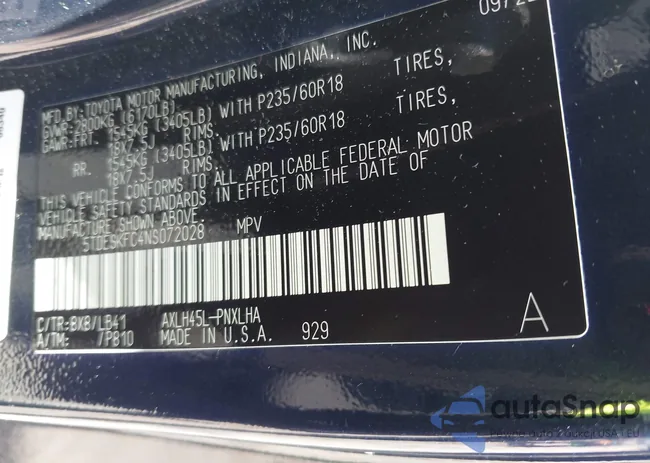 MFD.BY:TOYOTA MOTOR MANUFACTURING, INDIANA, INC.
GVWR:2800KG (6170LB)
GAWR:FRT. 1545KG (3405LB) WITH P235/60R18 TIRES,
18X7.5J RIMS.
RR. 1545KG (3405LB) WITH P235/60R18 TIRES,
18X7.5J RIMS.
THIS VEHICLE CONFORMS TO ALL APPLICABLE FEDERAL MOTOR
VEHICLE SAFETY STANDARDS IN EFFECT ON THE DATE OF
MANUFACTURE SHOWN ABOVE.
5TDESKFC4NS072028 MPV
C/TR:BXB/LB41 AXLH45L-PNXLHA
A/TM: /P810 MADE IN U.S.A. 929
A
autoSnap